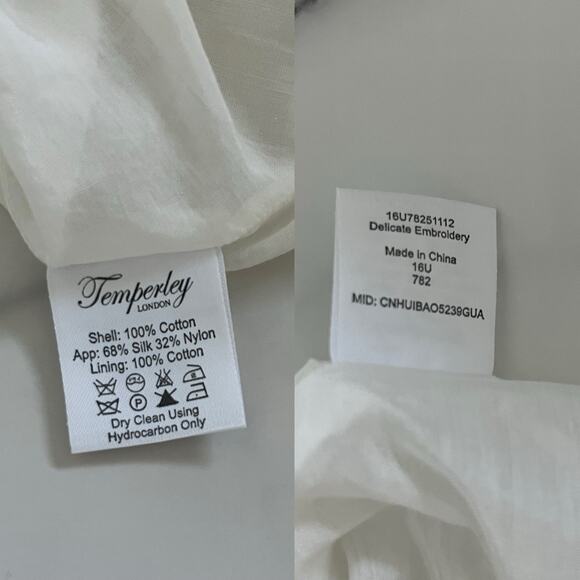 Temperley
LONDON
Shell: 100% Cotton
App: 68% Silk 32% Nylon
Lining: 100% Cotton
P
Dry Clean Using
Hydrocarbon Only
16U78251112
Delicate Embroidery
Made in China
16U
782
MID: CNHUIBAO5239GUA